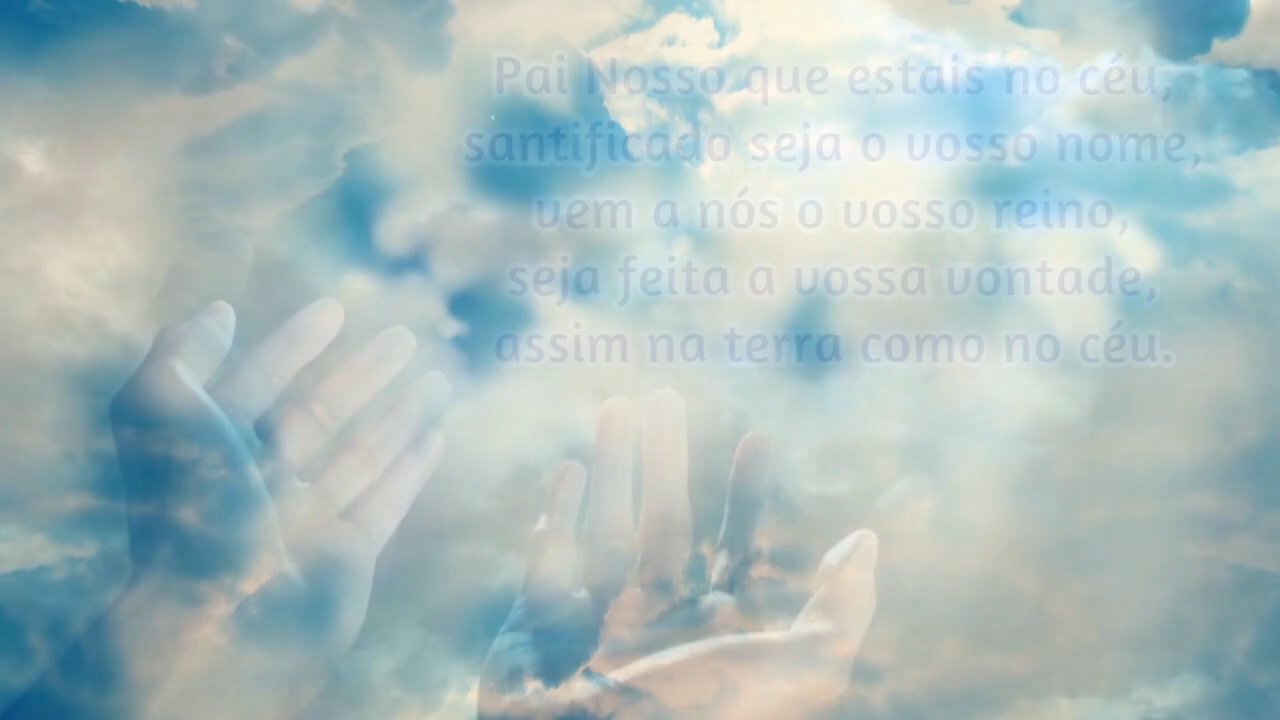 Pai Nosso que estais no céu,
santificado seja o vosso nome,
vem a nós o vosso reino,
seja feita a vossa vontade,
assim na terra como no céu.